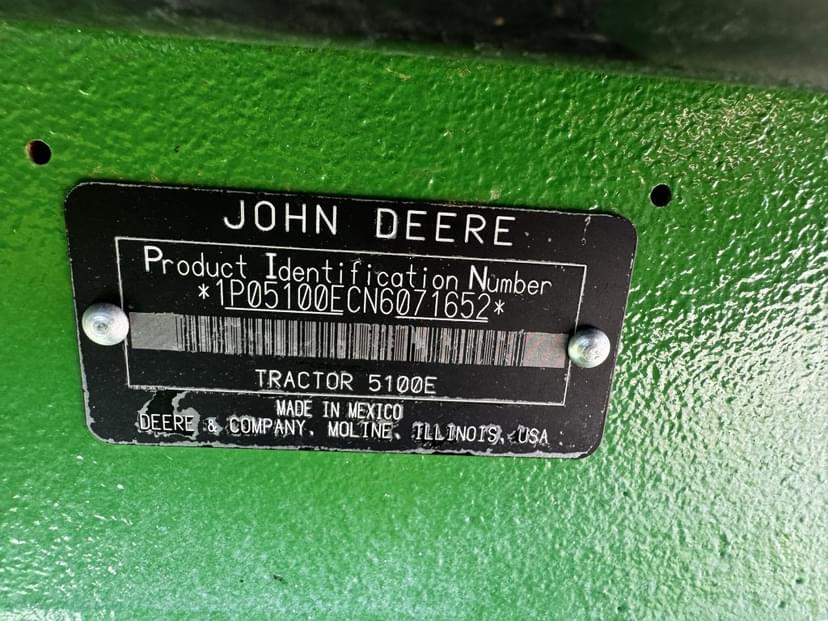 JOHN DEERE
Product Identification Number
*1P05100ECN6071652*
TRACTOR 5100E
MADE IN MEXICO
DEERE & COMPANY, MOLINE, ILLINOIS, USA